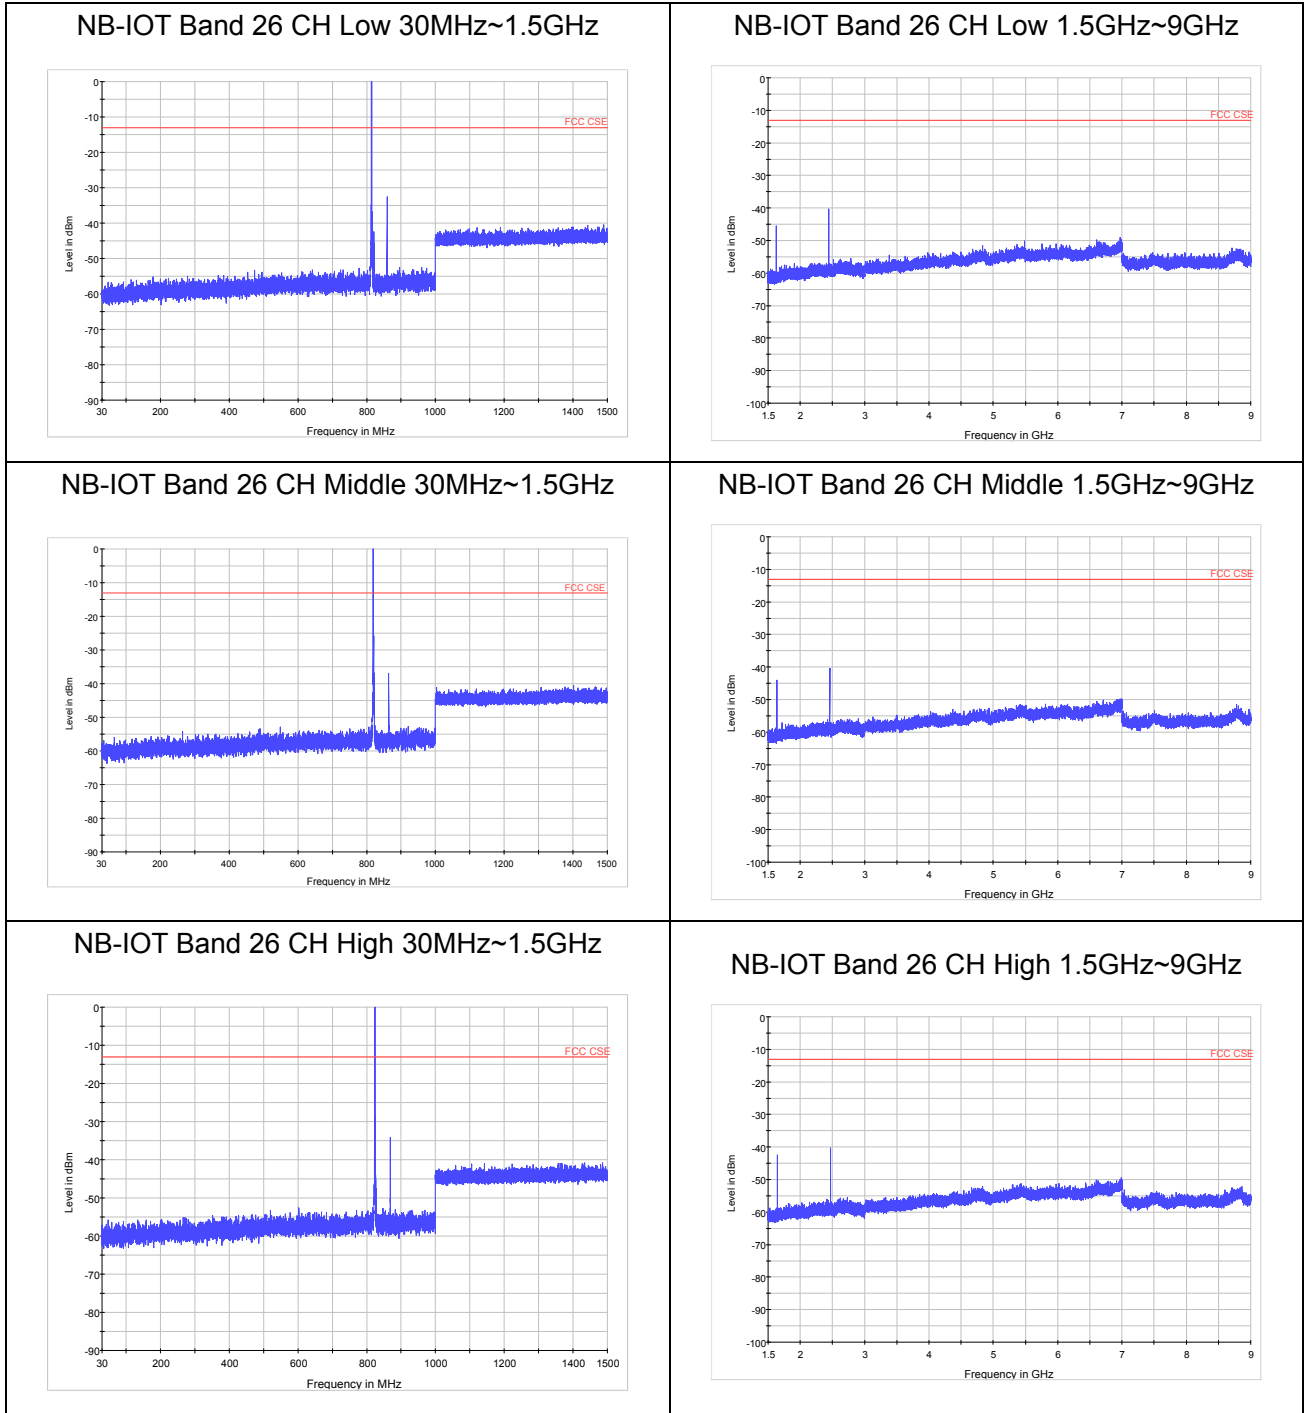 NB-IOT Band 26 CH Low 30MHz~1.5GHz
0
-10
-20
-30
-40
-50
-60
-70
-80
-90
Level in dBm
FCC CSE
30 200 400 600 800 1000 1200 1400 1500
Frequency in MHz
NB-IOT Band 26 CH Low 1.5GHz~9GHz
0
-10
-20
-30
-40
-50
-60
-70
-80
-90
-100
Level in dBm
FCC CSE
1.5 2 3 4 5 6 7 8 9
Frequency in GHz
NB-IOT Band 26 CH Middle 30MHz~1.5GHz
0
-10
-20
-30
-40
-50
-60
-70
-80
-90
Level in dBm
FCC CSE
30 200 400 600 800 1000 1200 1400 1500
Frequency in MHz
NB-IOT Band 26 CH Middle 1.5GHz~9GHz
0
-10
-20
-30
-40
-50
-60
-70
-80
-90
-100
Level in dBm
FCC CSE
1.5 2 3 4 5 6 7 8 9
Frequency in GHz
NB-IOT Band 26 CH High 30MHz~1.5GHz
0
-10
-20
-30
-40
-50
-60
-70
-80
-90
Level in dBm
FCC CSE
30 200 400 600 800 1000 1200 1400 1500
Frequency in MHz
NB-IOT Band 26 CH High 1.5GHz~9GHz
0
-10
-20
-30
-40
-50
-60
-70
-80
-90
-100
Level in dBm
FCC CSE
1.5 2 3 4 5 6 7 8 9
Frequency in GHz